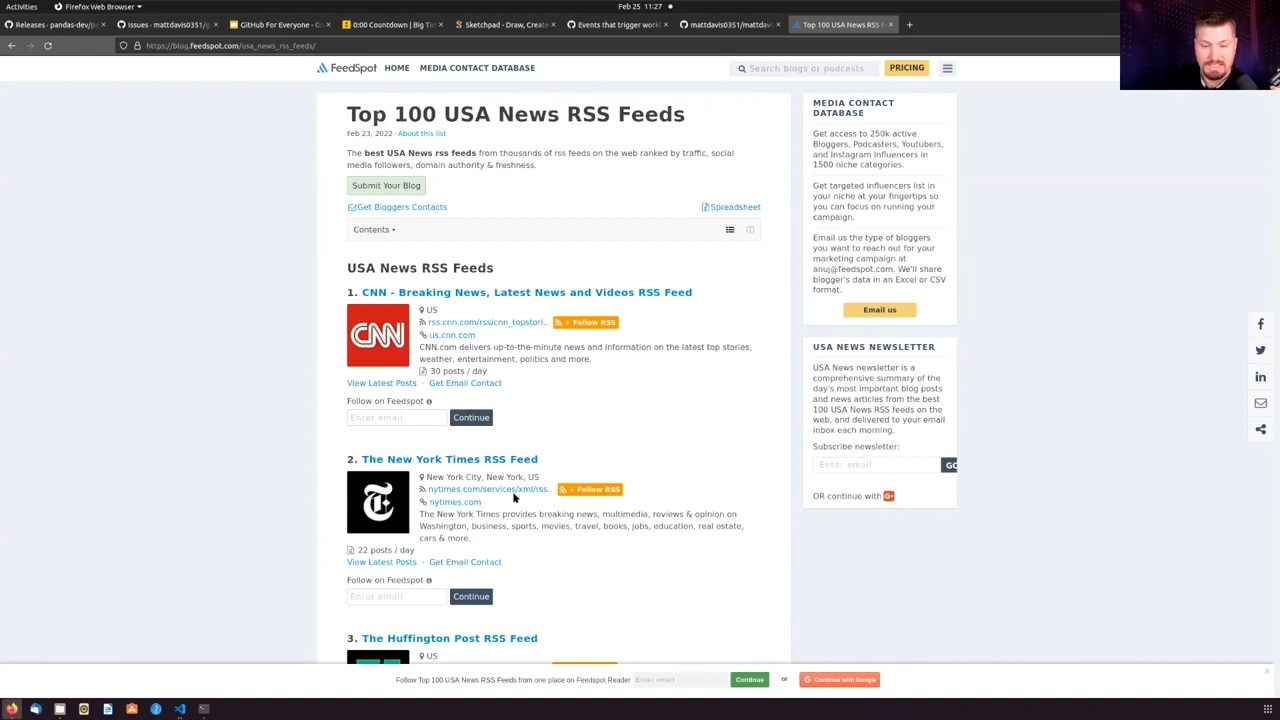 Activities
Firefox Web Browser
Feb 25 11:27
Releases · pandas-dev/pa
Issues · mattdavis0351/g
GitHub For Everyone - Go
0:00 Countdown | Big Tim
Sketchpad - Draw, Create
Events that trigger work
mattdavis0351/mattdav
Top 100 USA News RSS F
https://blog.feedspot.com/usa_news_rss_feeds/
FeedSpot
HOME
MEDIA CONTACT DATABASE
Search blogs or podcasts
PRICING
Top 100 USA News RSS Feeds
Feb 23, 2022 · About this list
The best USA News rss feeds from thousands of rss feeds on the web ranked by traffic, social
media followers, domain authority & freshness.
Submit Your Blog
Get Bloggers Contacts
Spreadsheet
Contents
USA News RSS Feeds
1. CNN - Breaking News, Latest News and Videos RSS Feed
CNN
US
rss.cnn.com/rss/cnn_topstori..
+ Follow RSS
us.cnn.com
CNN.com delivers up-to-the-minute news and information on the latest top stories,
weather, entertainment, politics and more.
30 posts / day
View Latest Posts · Get Email Contact
Follow on Feedspot
Enter email
Continue
2. The New York Times RSS Feed
T
New York City, New York, US
nytimes.com/services/xml/rss..
+ Follow RSS
nytimes.com
The New York Times provides breaking news, multimedia, reviews & opinion on
Washington, business, sports, movies, travel, books, jobs, education, real estate,
cars & more.
22 posts / day
View Latest Posts · Get Email Contact
Follow on Feedspot
Enter email
Continue
3. The Huffington Post RSS Feed
US
MEDIA CONTACT
DATABASE
Get access to 250k active
Bloggers, Podcasters, Youtubers,
and Instagram Influencers in
1500 niche categories.
Get targeted influencers list in
your niche at your fingertips so
you can focus on running your
campaign.
Email us the type of bloggers
you want to reach out for your
marketing campaign at
anuj@feedspot.com. We'll share
blogger's data in an Excel or CSV
format.
Email us
USA NEWS NEWSLETTER
USA News newsletter is a
comprehensive summary of the
day's most important blog posts
and news articles from the best
100 USA News RSS feeds on the
web, and delivered to your email
inbox each morning.
Subscribe newsletter:
Enter email
GO
OR continue with
Follow Top 100 USA News RSS Feeds from one place on Feedspot Reader
Enter email
Continue
or
Continue with Google